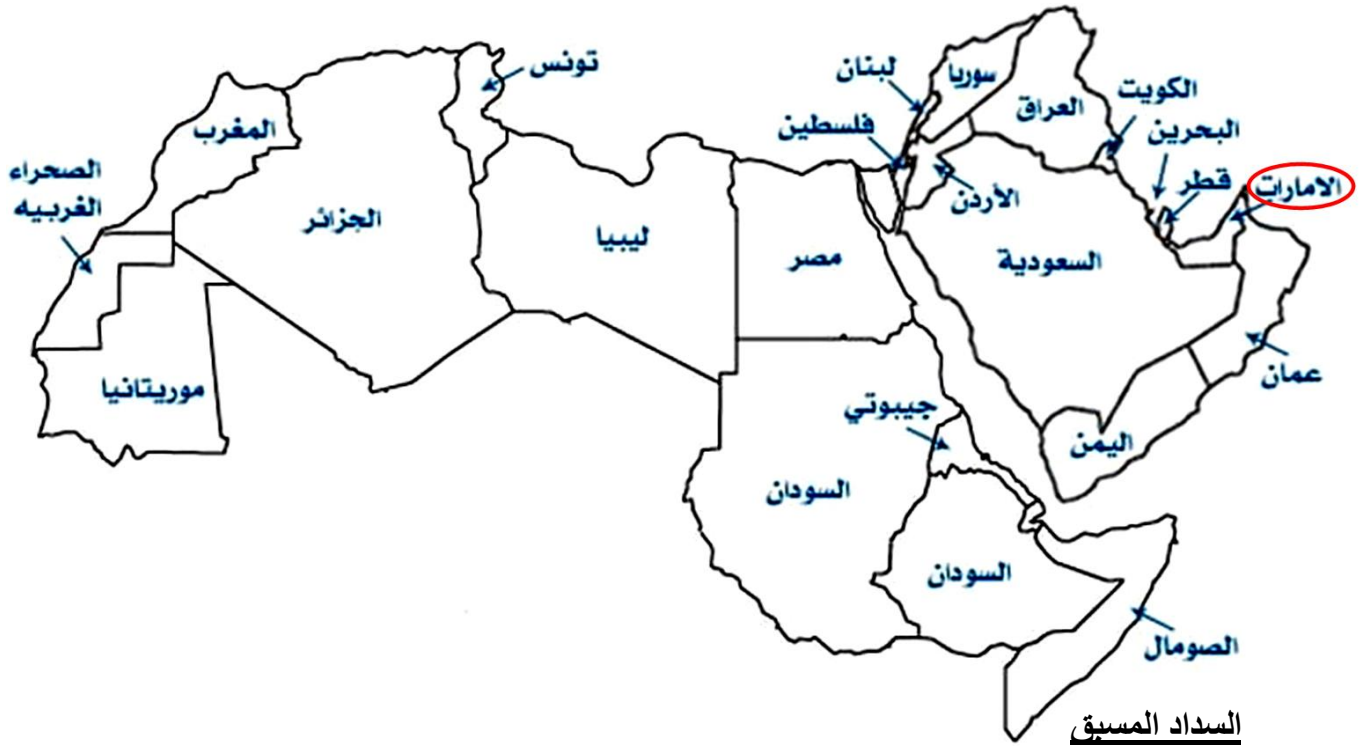 تونس
لبنان
سوريا
الكويت
العراق
المغرب
فلسطين
البحرين
الصحراء
الغربيه
قطر
الامارات
الأردن
الجزائر
ليبيا
مصر
السعودية
موريتانيا
عمان
جيبوتي
اليمن
السودان
السودان
الصومال
السداد المسبق